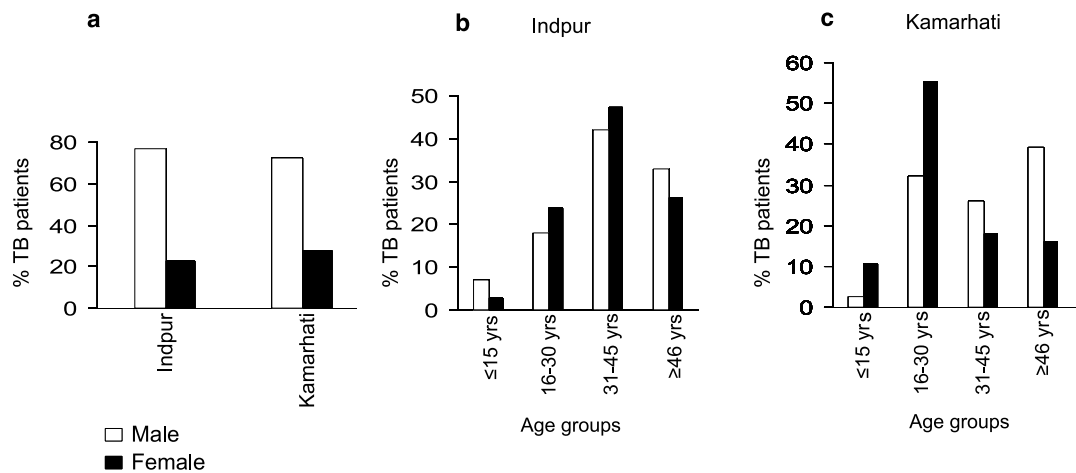 a
% TB patients
80
60
40
20
0
Indpur
Kamarhati
Male
Female
b
Indpur
% TB patients
50
40
30
20
10
0
≤15 yrs
16-30 yrs
31-45 yrs
≥46 yrs
Age groups
c
Kamarhati
% TB patients
60
50
40
30
20
10
0
≤15 yrs
16-30 yrs
31-45 yrs
≥46 yrs
Age groups